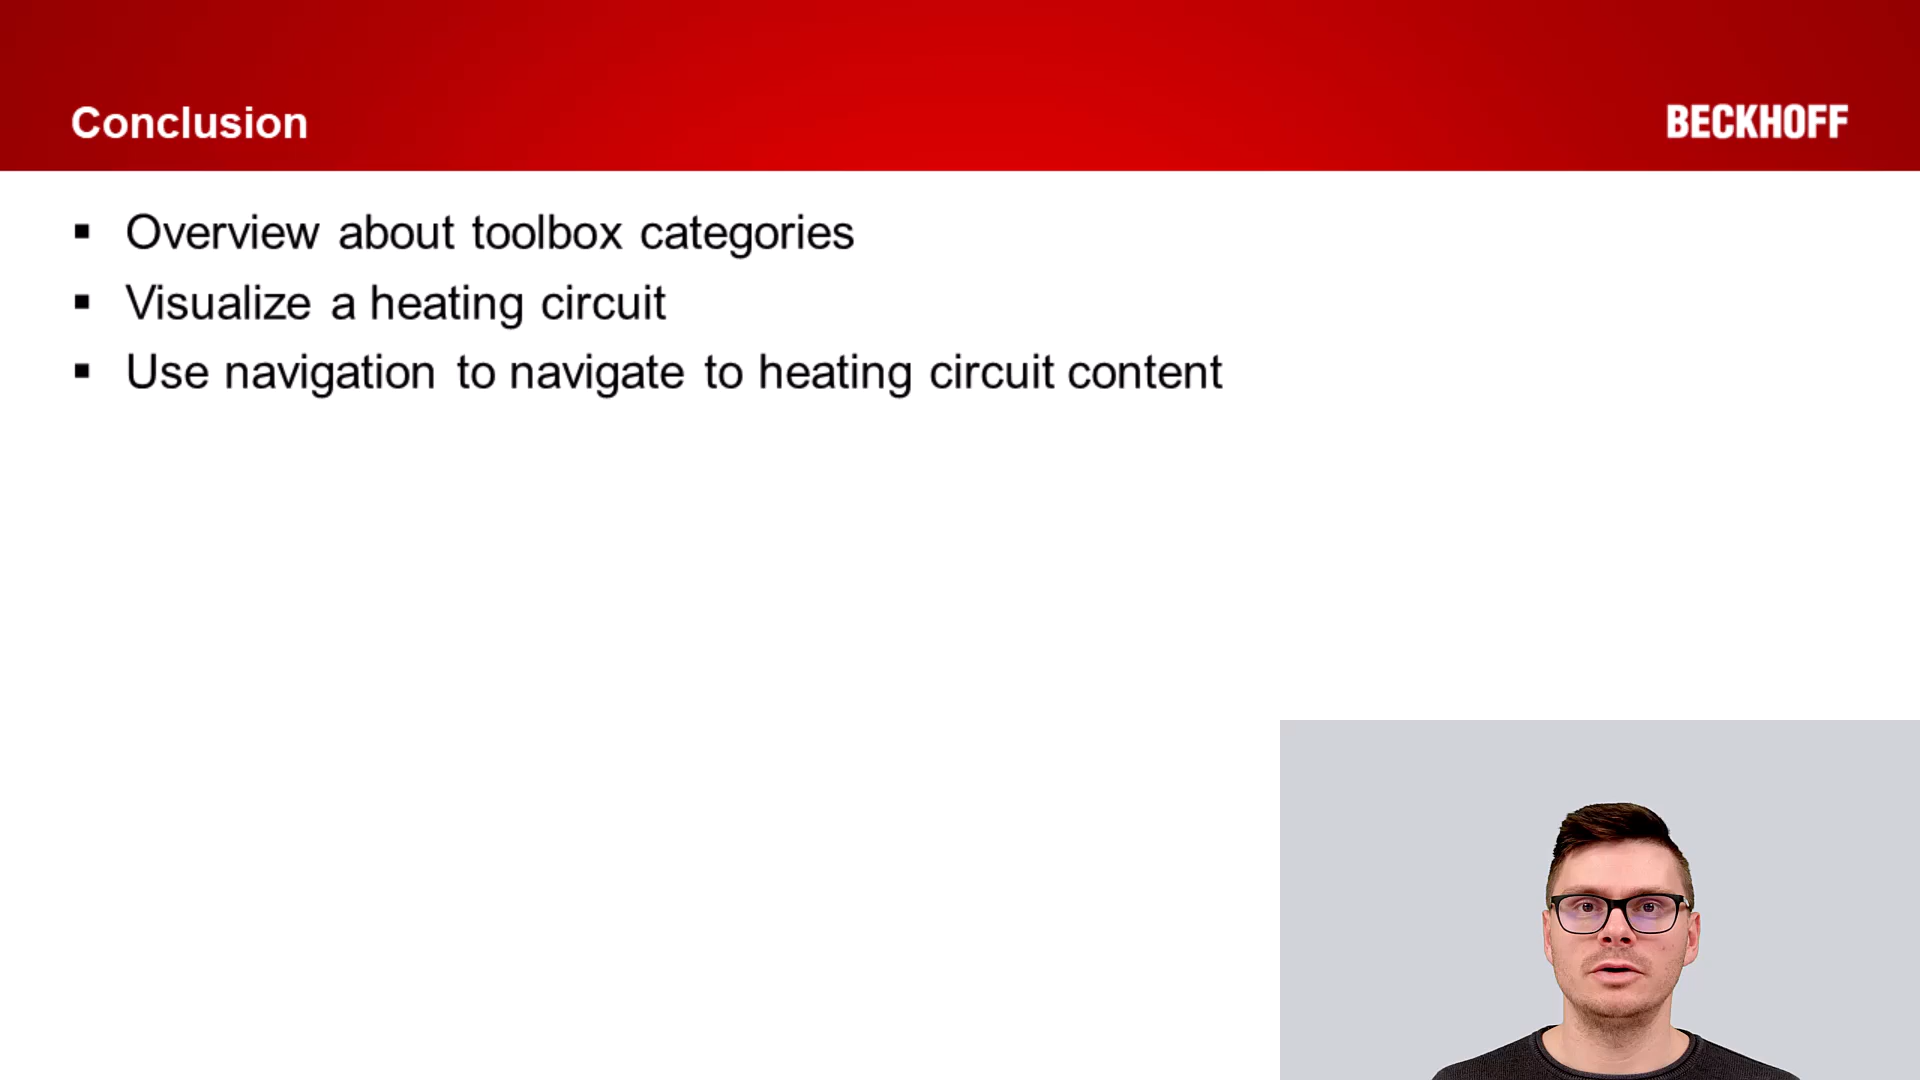 Conclusion
BECKHOFF
Overview about toolbox categories
Visualize a heating circuit
Use navigation to navigate to heating circuit content